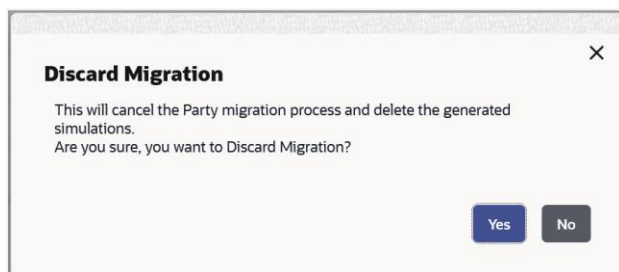 Discard Migration
This will cancel the Party migration process and delete the generated
simulations.
Are you sure, you want to Discard Migration?
Yes No